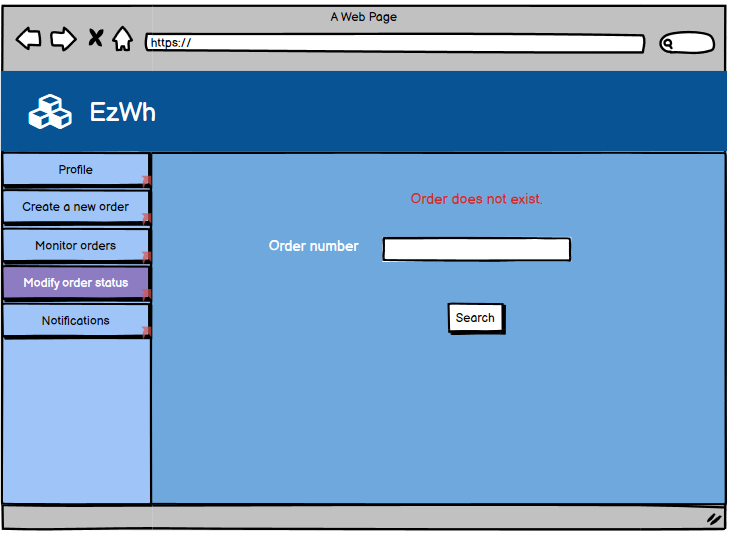 A Web Page
https://
EzWh
Profile
Create a new order
Monitor orders
Modify order status
Notifications
Order does not exist.
Order number
Search